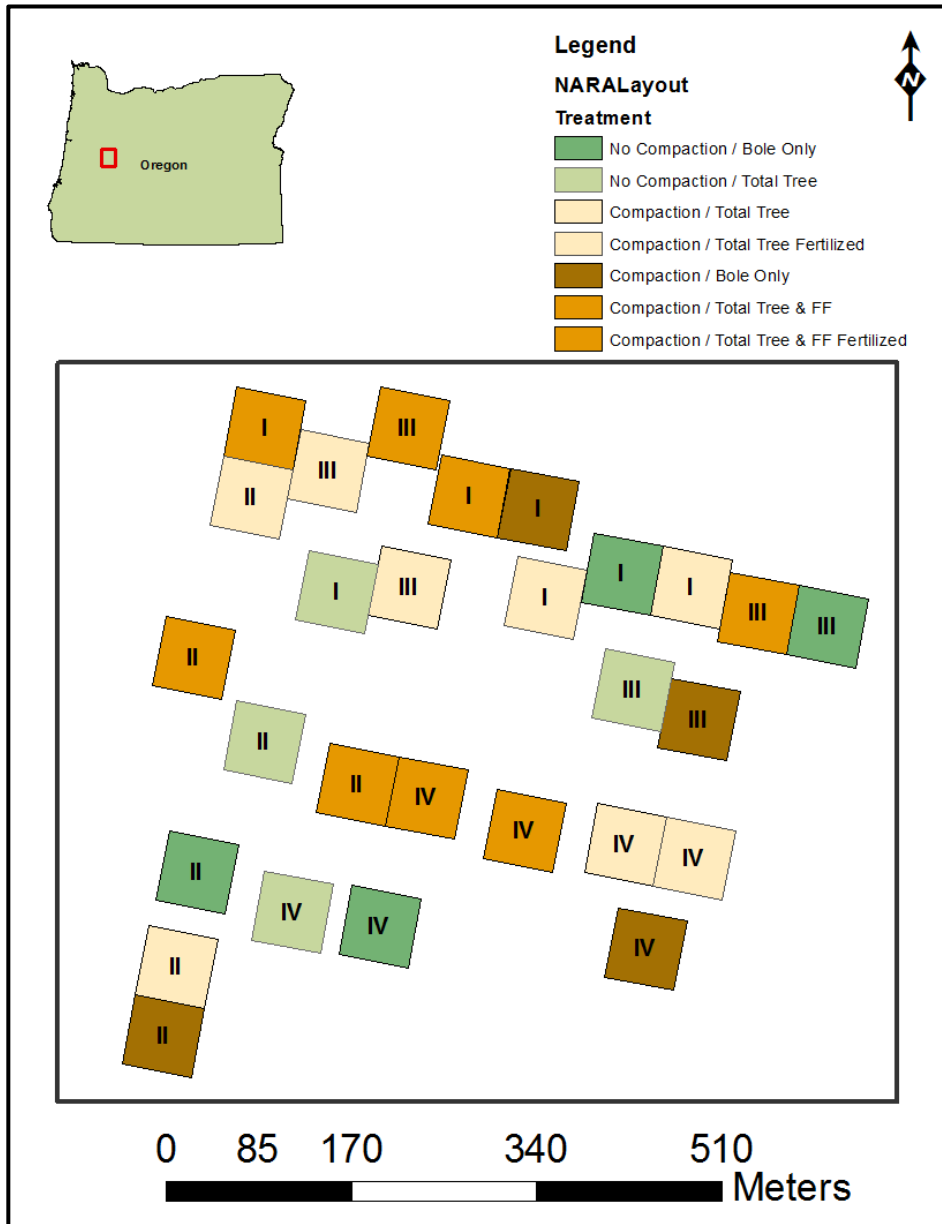 Legend
N
NARALayout
Treatment
No Compaction / Bole Only
Oregon
No Compaction / Total Tree
Compaction / Total Tree
Compaction / Total Tree Fertilized
Compaction / Bole Only
Compaction / Total Tree & FF
Compaction / Total Tree & FF Fertilized
I
III
III
II
I
I
I
I
I
III
I
III
III
II
III
III
II
II
IV
IV
IV
IV
II
IV
IV
IV
II
II
0 85 170 340 510
Meters